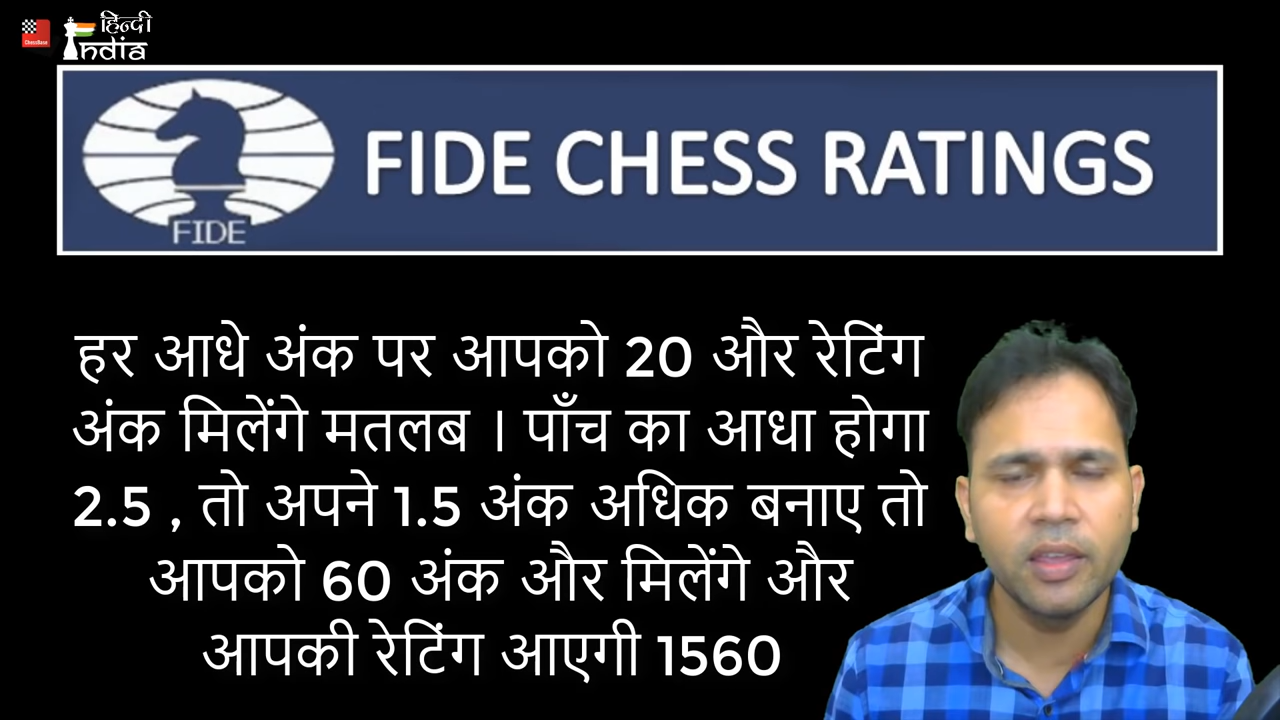 हिन्दी
India
ChessBase
FIDE CHESS RATINGS
FIDE
हर आधे अंक पर आपको 20 और रेटिंग
अंक मिलेंगे मतलब । पाँच का आधा होगा
2.5 , तो अपने 1.5 अंक अधिक बनाए तो
आपको 60 अंक और मिलेंगे और
आपकी रेटिंग आएगी 1560